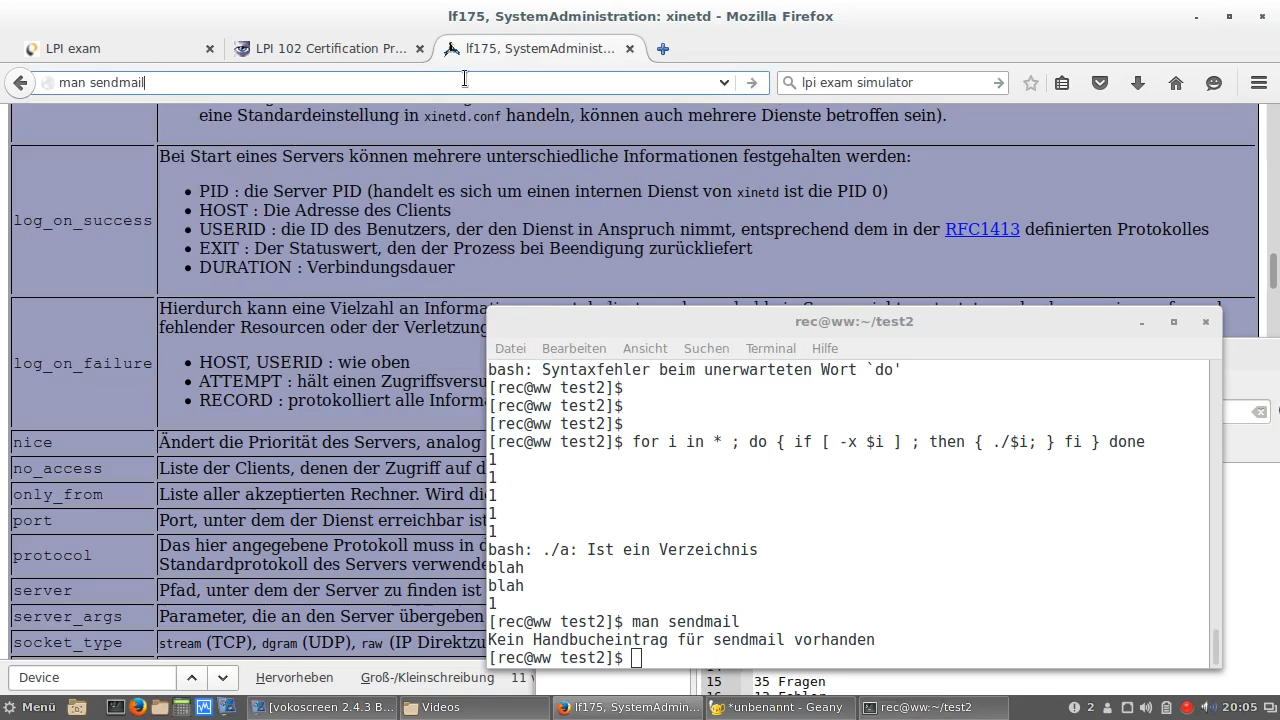 lf175, SystemAdministration: xinetd - Mozilla Firefox
LPI exam
LPI 102 Certification Pr...
lf175, SystemAdminist...
man sendmail
lpi exam simulator
eine Standardeinstellung in xinetd.conf handeln, können auch mehrere Dienste betroffen sein).
log_on_success
Bei Start eines Servers können mehrere unterschiedliche Informationen festgehalten werden:
PID : die Server PID (handelt es sich um einen internen Dienst von xinetd ist die PID 0)
HOST : Die Adresse des Clients
USERID : die ID des Benutzers, der den Dienst in Anspruch nimmt, entsprechend dem in der RFC1413 definierten Protokolles
EXIT : Der Statuswert, den der Prozess bei Beendigung zurückliefert
DURATION : Verbindungsdauer
log_on_failure
Hierdurch kann eine Vielzahl an
fehlender Resourcen oder der Verletzung
HOST, USERID : wie oben
ATTEMPT : hält einen Zugriffsversu
RECORD : protokolliert alle Inform
nice
Ändert die Priorität des Servers, analog
no_access
Liste der Clients, denen der Zugriff auf d
only_from
Liste aller akzeptierten Rechner. Wird di
port
Port, unter dem der Dienst erreichbar ist
protocol
Das hier angegebene Protokoll muss in d
Standardprotokoll des Servers verwende
server
Pfad, unter dem der Server zu finden ist
server_args
Parameter, die an den Server übergeben
socket_type
stream (TCP), dgram (UDP), raw (IP Direktzu
rec@ww:~/test2
Datei Bearbeiten Ansicht Suchen Terminal Hilfe
bash: Syntaxfehler beim unerwarteten Wort `do'
[rec@ww test2]$
[rec@ww test2]$
[rec@ww test2]$
[rec@ww test2]$ for i in * ; do { if [ -x $i ] ; then { ./$i; } fi } done
1
1
1
1
1
bash: ./a: Ist ein Verzeichnis
blah
blah
1
[rec@ww test2]$ man sendmail
Kein Handbucheintrag für sendmail vorhanden
[rec@ww test2]$
Device
Hervorheben
Groß-/Kleinschreibung
11 v
35 Fragen
Menü
[vokoscreen 2.4.3 B...
Videos
lf175, SystemAdmin...
*unbenannt - Geany
rec@ww:~/test2
2
20:05